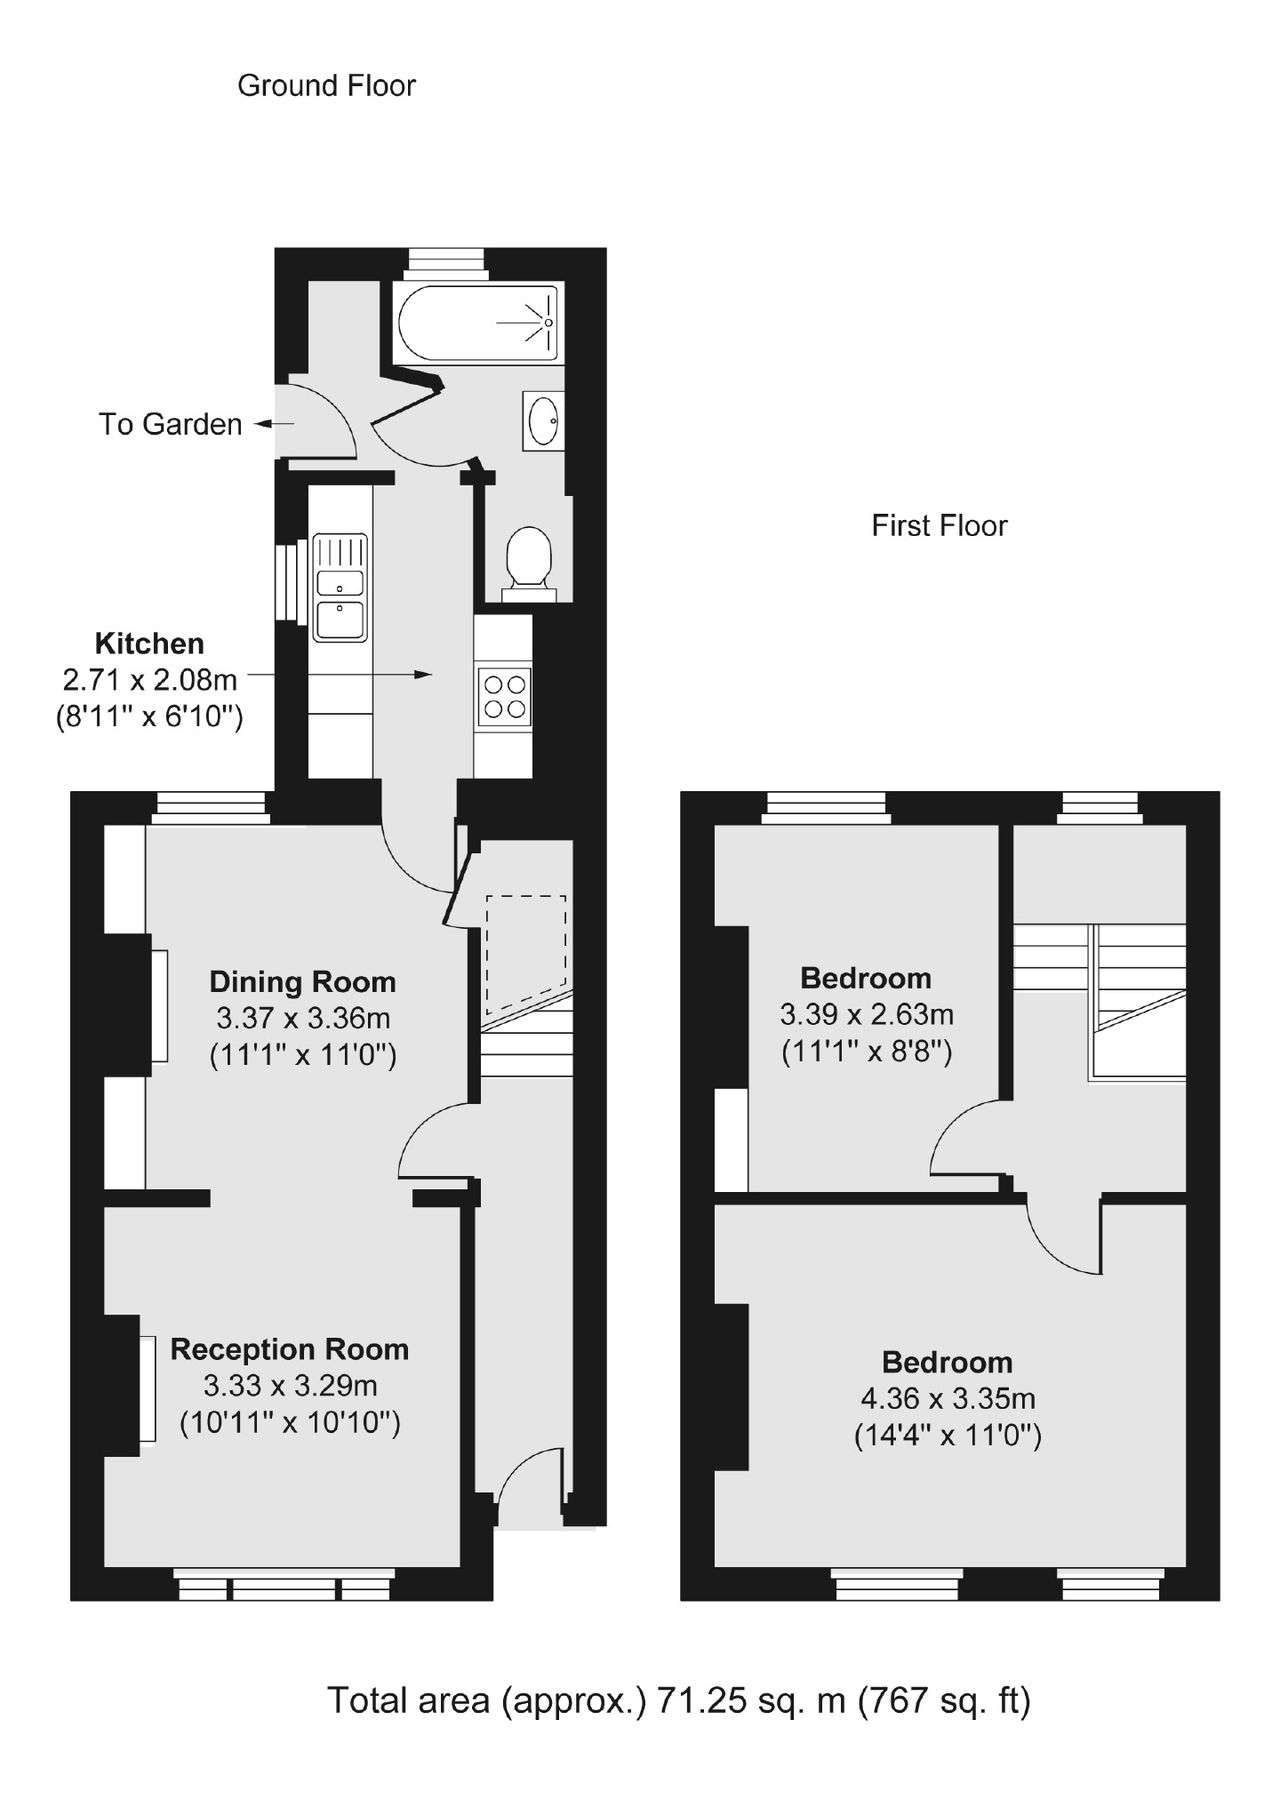 Ground Floor
To Garden
Kitchen
2.71 x 2.08m
(8'11" x 6'10")
Dining Room
3.37 x 3.36m
(11'1" x 11'0")
Reception Room
3.33 x 3.29m
(10'11" x 10'10")
First Floor
Bedroom
3.39 x 2.63m
(11'1" x 8'8")
Bedroom
4.36 x 3.35m
(14'4" x 11'0")
Total area (approx.) 71.25 sq. m (767 sq. ft)